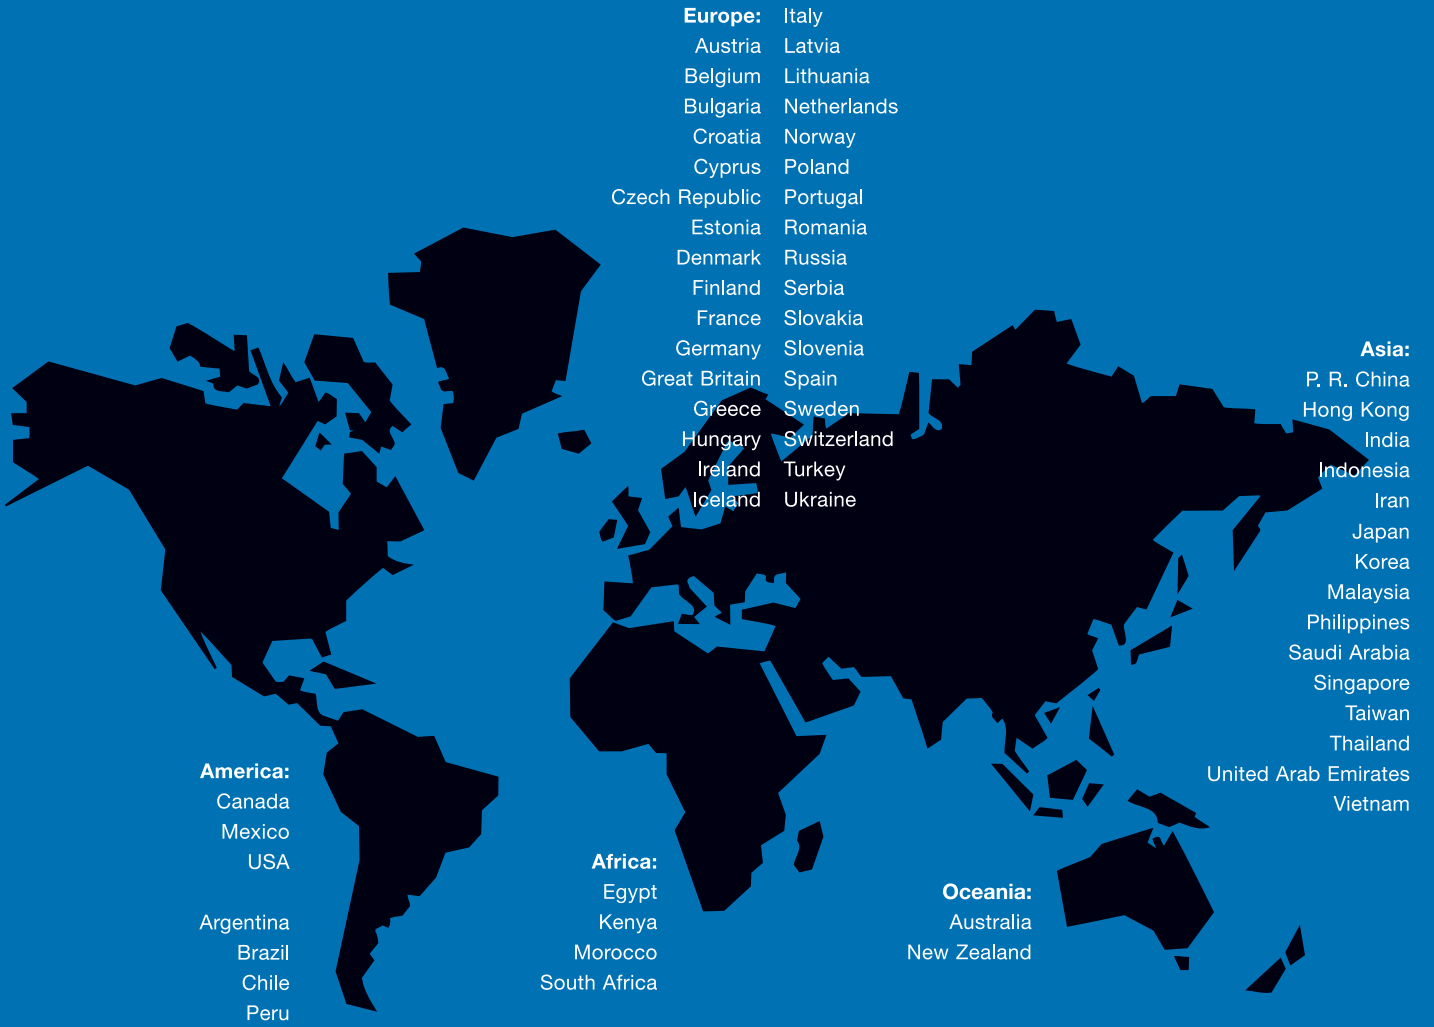 Europe:
Austria
Belgium
Bulgaria
Croatia
Cyprus
Czech Republic
Estonia
Denmark
Finland
France
Germany
Great Britain
Greece
Hungary
Ireland
Iceland
Italy
Latvia
Lithuania
Netherlands
Norway
Poland
Portugal
Romania
Russia
Serbia
Slovakia
Slovenia
Spain
Sweden
Switzerland
Turkey
Ukraine
Asia:
P. R. China
Hong Kong
India
Indonesia
Iran
Japan
Korea
Malaysia
Philippines
Saudi Arabia
Singapore
Taiwan
Thailand
United Arab Emirates
Vietnam
America:
Canada
Mexico
USA
Argentina
Brazil
Chile
Peru
Africa:
Egypt
Kenya
Morocco
South Africa
Oceania:
Australia
New Zealand